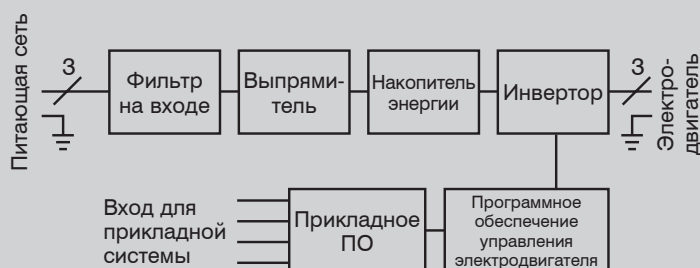 Питающая сеть
3
Фильтр
на входе
Выпрями-
тель
Накопитель
энергии
Инвертор
3
Электро-
двигатель
Вход для
прикладной
системы
Прикладное
ПО
Программное
обеспечение
управления
электродвигателя